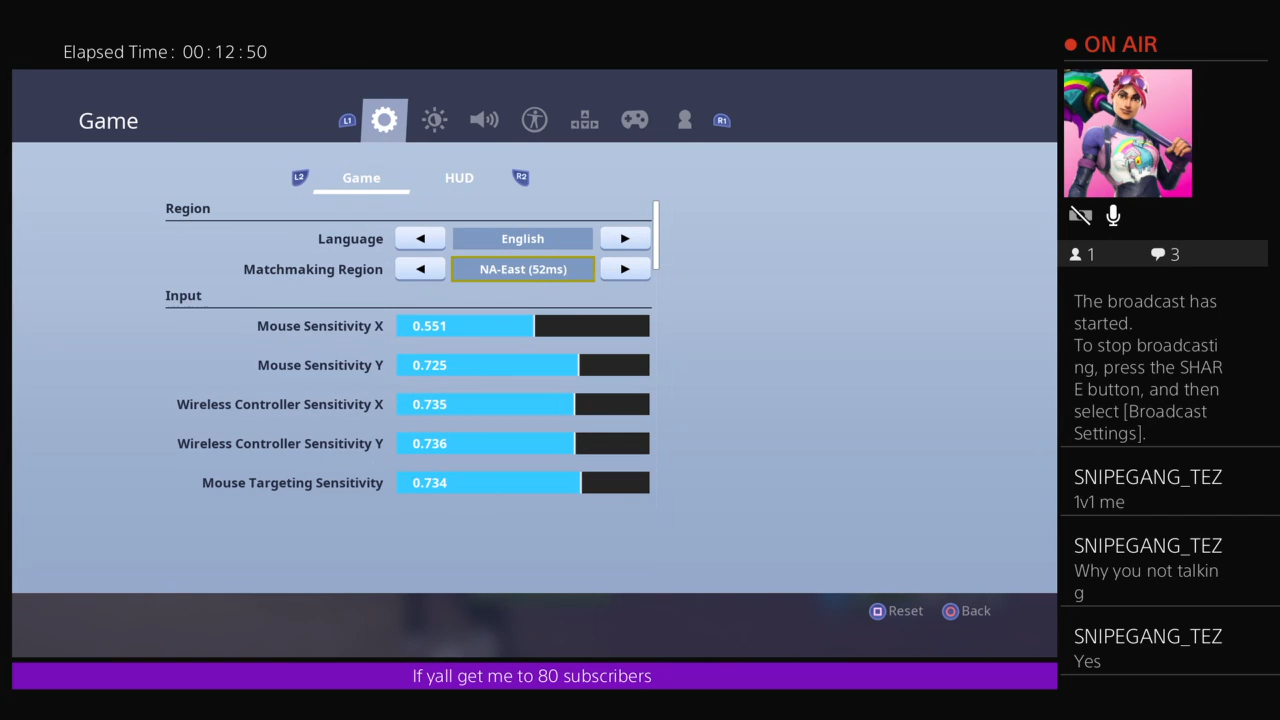 Elapsed Time: 00:12:50
ON AIR
Game
L1
R1
L2
Game
HUD
R2
Region
Language
English
Matchmaking Region
NA-East (52ms)
Input
Mouse Sensitivity X
0.551
Mouse Sensitivity Y
0.725
Wireless Controller Sensitivity X
0.735
Wireless Controller Sensitivity Y
0.736
Mouse Targeting Sensitivity
0.734
Reset
Back
If yall get me to 80 subscribers
1
3
The broadcast has
started.
To stop broadcasti
ng, press the SHAR
E button, and then
select [Broadcast
Settings].
SNIPEGANG_TEZ
1v1 me
SNIPEGANG_TEZ
Why you not talkin
g
SNIPEGANG_TEZ
Yes